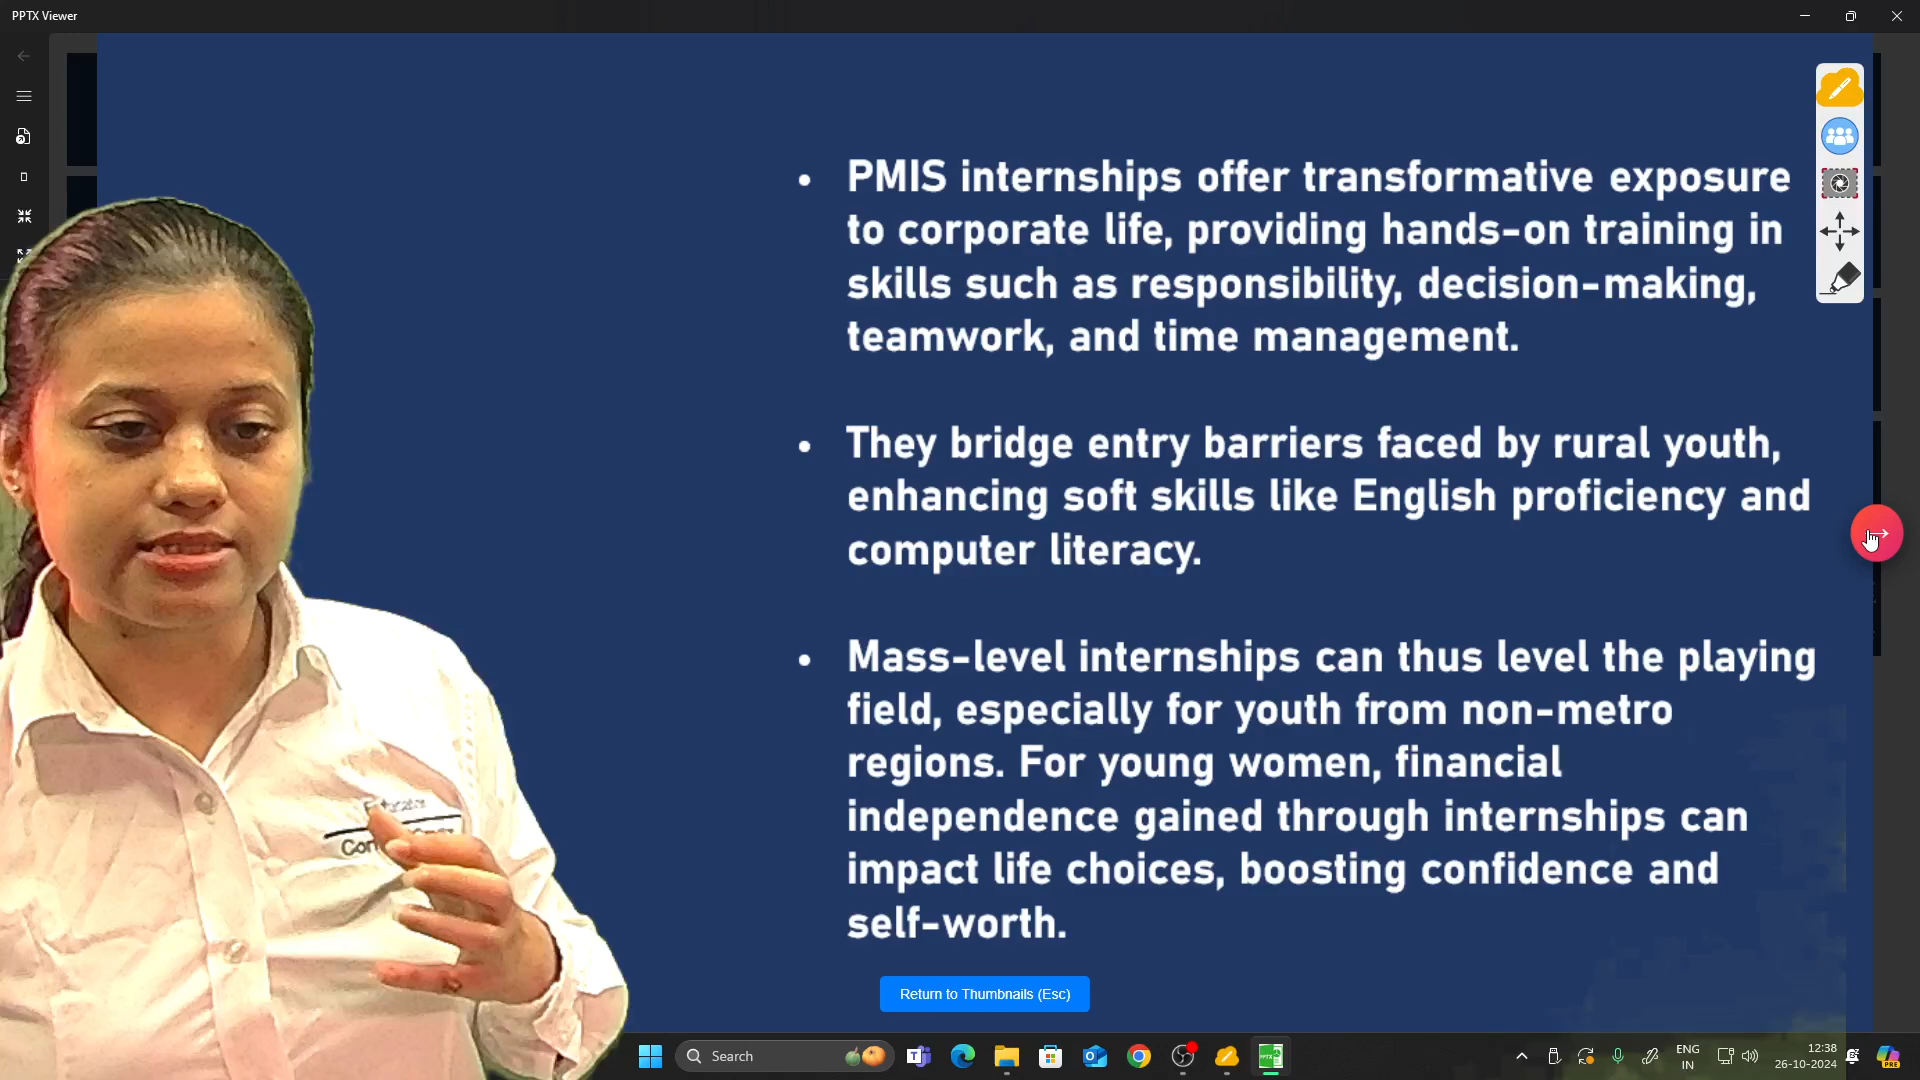 PPTX Viewer
• PMIS internships offer transformative exposure
to corporate life, providing hands-on training in
skills such as responsibility, decision-making,
teamwork, and time management.
• They bridge entry barriers faced by rural youth,
enhancing soft skills like English proficiency and
computer literacy.
• Mass-level internships can thus level the playing
field, especially for youth from non-metro
regions. For young women, financial
independence gained through internships can
impact life choices, boosting confidence and
self-worth.
Return to Thumbnails (Esc)
Search
ENG
IN
12:38
26-10-2024